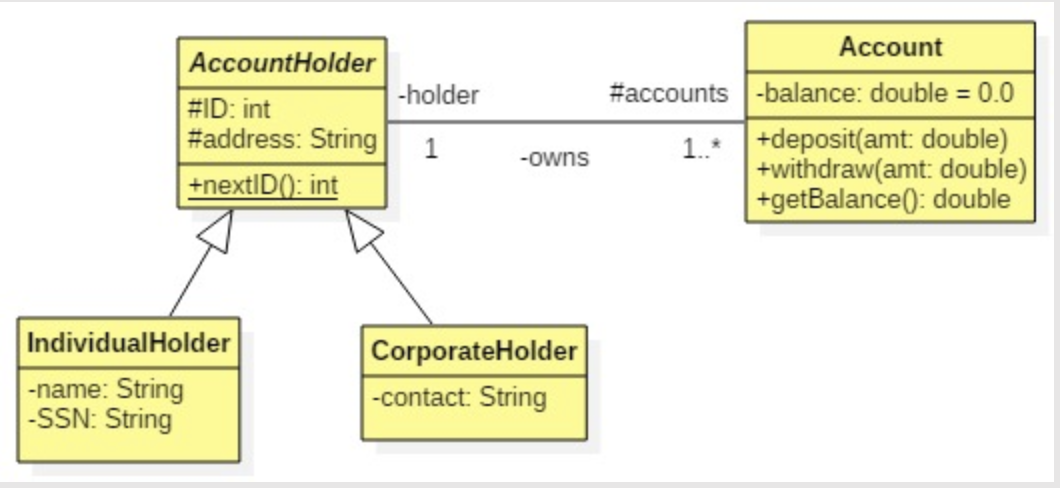 AccountHolder
#ID: int
#address: String
+nextID(): int
-holder
1
-owns
#accounts
1..*
Account
-balance: double = 0.0
+deposit(amt: double)
+withdraw(amt: double)
+getBalance(): double
IndividualHolder
-name: String
-SSN: String
CorporateHolder
-contact: String